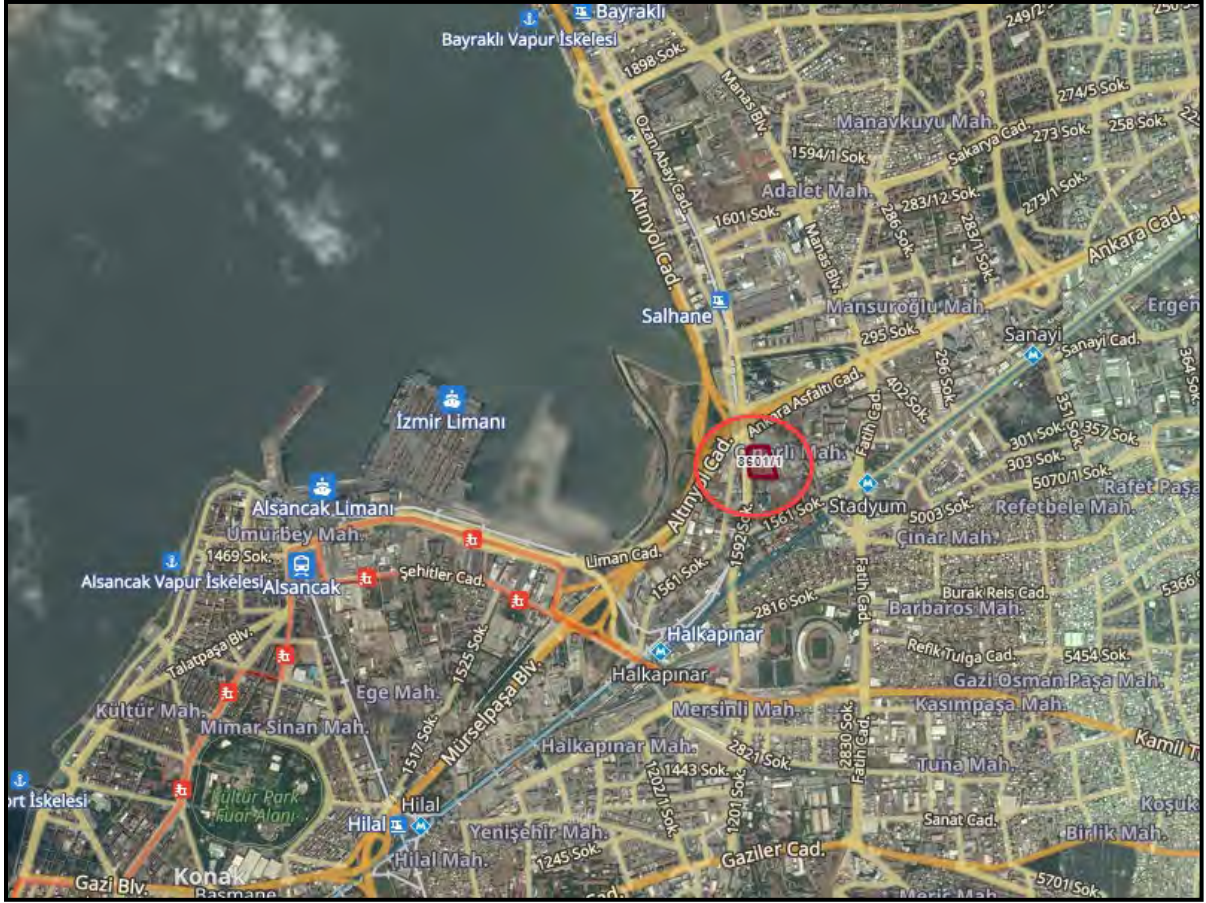 Bayraklı
Bayraklı Vapur İskelesi
1898 Sok.
Manas Blv.
274/5 Sok.
Manavkuyu Mah.
273 Sok.
258 Sok.
Ozan Abay Cad.
1594/1 Sok.
Sakarya Cad.
Adalet Mah.
283/12 Sok.
273/1 Sok.
Altınyol Cad.
1601 Sok.
286 Sok.
283/1 Sok.
Ankara Cad.
Manas Blv.
Salhane
Mansuroğlu Mah.
295 Sok.
Sanayi
Sanayi Cad.
296 Sok.
364 Sok.
402 Sok.
Ankara Asfaltı Cad.
İzmir Limanı
Fatih Cad.
351 Sok.
301 Sok.
357 Sok.
303 Sok.
Altınyol Cad.
5070/1 Sok.
Stadyum
Refetbele Mah.
Alsancak Limanı
Umurbey Mah.
1561 Sok.
5003 Sok.
Çınar Mah.
1592 Sok.
1469 Sok.
Liman Cad.
Alsancak Vapur İskelesi
Alsancak
Şehitler Cad.
1561 Sok.
Fatih Cad.
Burak Reis Cad.
2816 Sok.
Barbaros Mah.
Halkapınar
Talatpaşa Blv.
1525 Sok.
Refik Tulga Cad.
5454 Sok.
Halkapınar
Gazi Osman Paşa Mah.
Ege Mah.
Mürselpaşa Blv.
Kültür Mah.
Mersinli Mah.
Kasımpaşa Mah.
Mimar Sinan Mah.
1517 Sok.
2830 Sok.
Fatih Cad.
Halkapınar Mah.
2821 Sok.
1443 Sok.
Tuna Mah.
1202/1 Sok.
1201 Sok.
Kültür Park
Fuar Alanı
Hilal
Hilal
Yenişehir Mah.
Sanat Cad.
Birlik Mah.
Hilal Mah.
1245 Sok.
Gaziler Cad.
Konak
Gazi Blv.
5701 Sok.
Basmane
Meriç Mah.